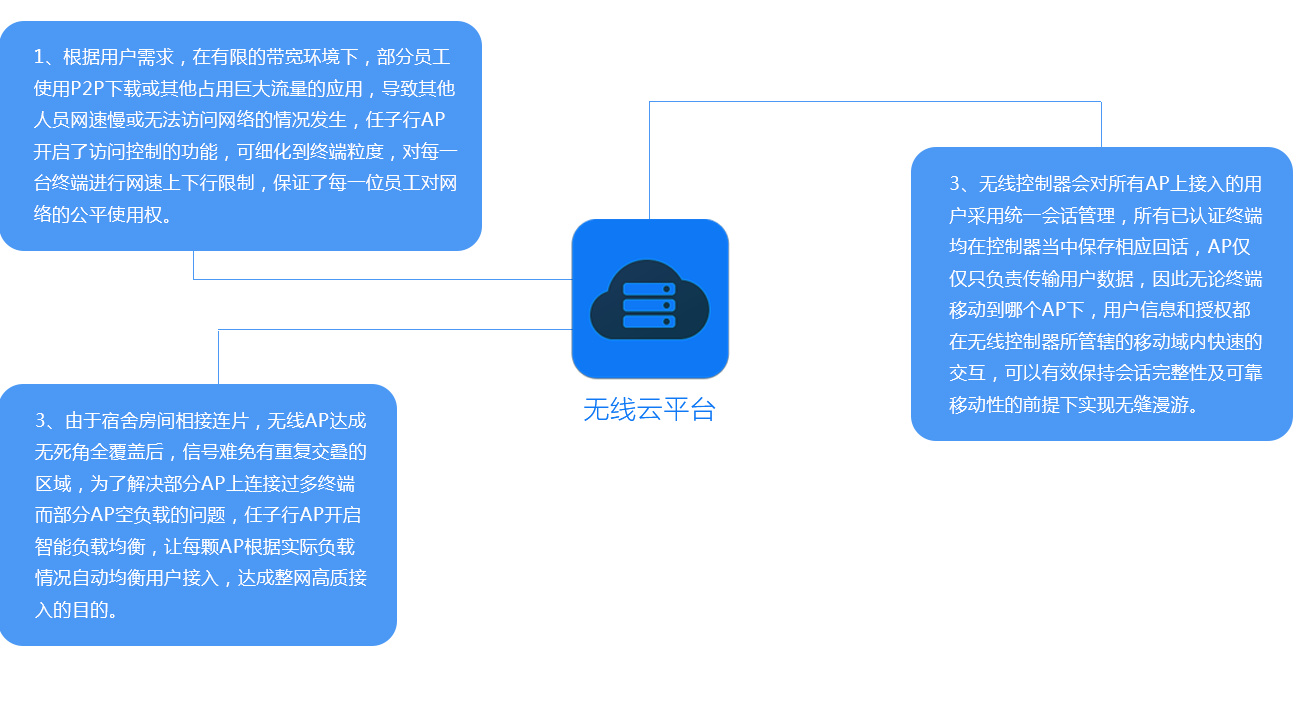 1、根据用户需求，在有限的带宽环境下，部分员工
使用P2P下载或其他占用巨大流量的应用，导致其他
人员网速慢或无法访问网络的情况发生，任子行AP
开启了访问控制的功能，可细化到终端粒度，对每一
台终端进行网速上下行限制，保证了每一位员工对网
络的公平使用权。
3、无线控制器会对所有AP上接入的用
户采用统一会话管理，所有已认证终端
均在控制器当中保存相应回话，AP仅
仅只负责传输用户数据，因此无论终端
移动到哪个AP下，用户信息和授权都
在无线控制器所管辖的移动域内快速的
交互，可以有效保持会话完整性及可靠
移动性的前提下实现无缝漫游。
无线云平台
3、由于宿舍房间相接连片，无线AP达成
无死角全覆盖后，信号难免有重复交叠的
区域，为了解决部分AP上连接过多终端
而部分AP空负载的问题，任子行AP开启
智能负载均衡，让每颗AP根据实际负载
情况自动均衡用户接入，达成整网高质接
入的目的。